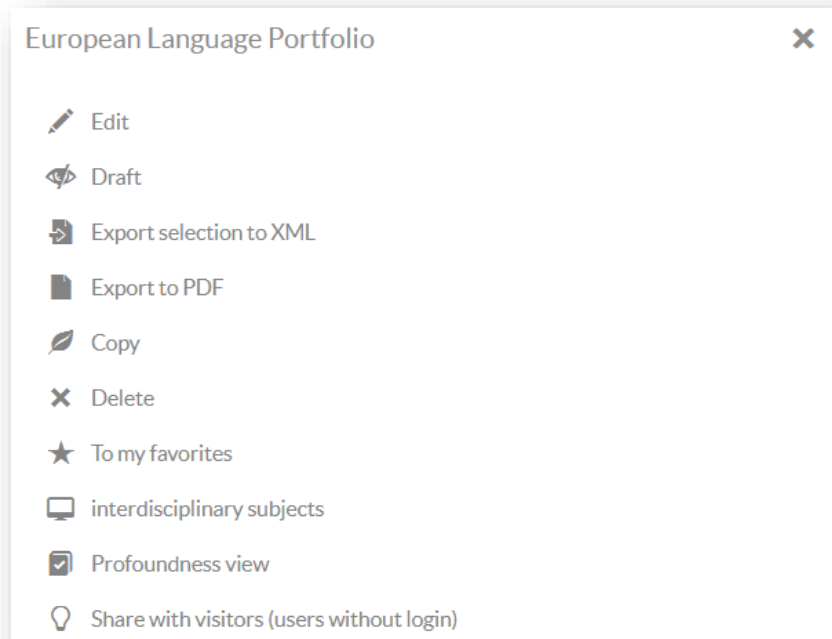 European Language Portfolio
Edit
Draft
Export selection to XML
Export to PDF
Copy
Delete
To my favorites
interdisciplinary subjects
Profoundness view
Share with visitors (users without login)